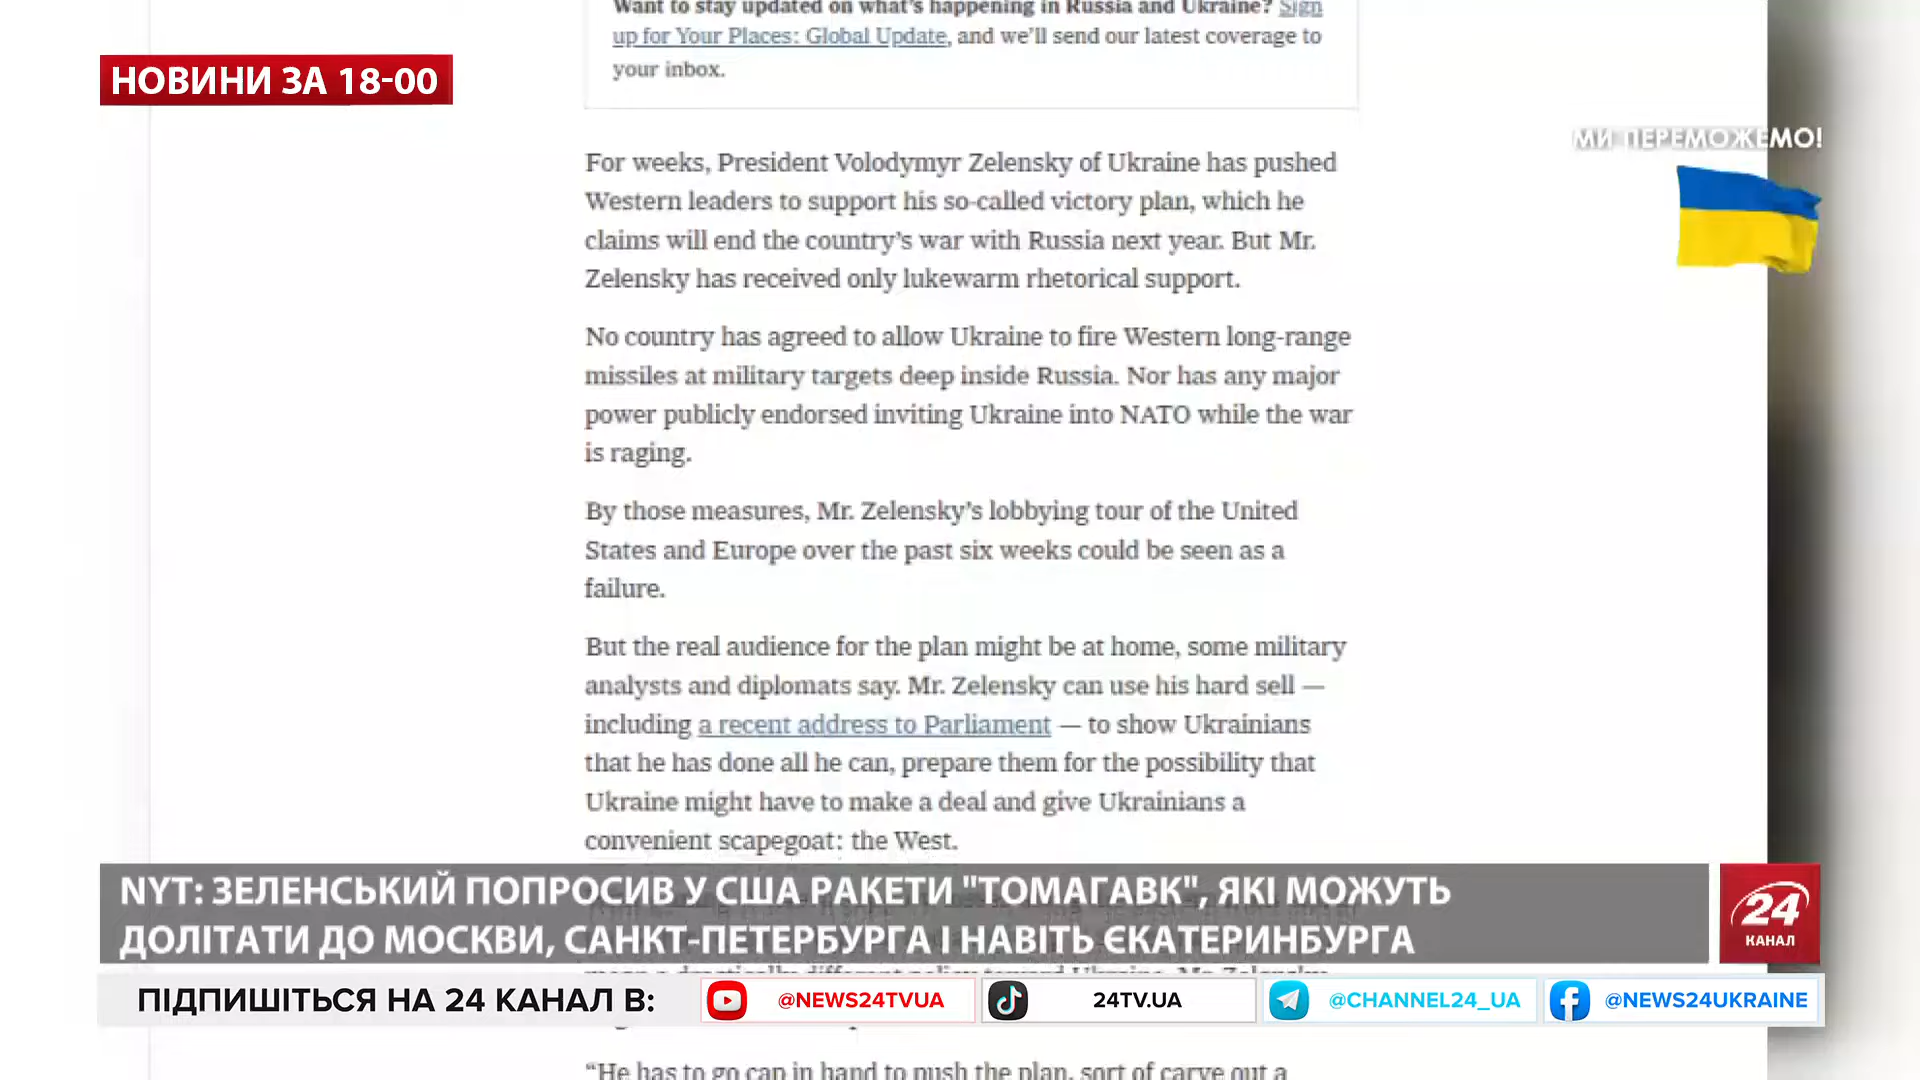 Want to stay updated on what's happening in Russia and Ukraine? Sign
up for Your Places: Global Update, and we'll send our latest coverage to
your inbox.
НОВИНИ ЗА 18-00
МИ ПЕРЕМОЖЕМО!
For weeks, President Volodymyr Zelensky of Ukraine has pushed
Western leaders to support his so-called victory plan, which he
claims will end the country's war with Russia next year. But Mr.
Zelensky has received only lukewarm rhetorical support.
No country has agreed to allow Ukraine to fire Western long-range
missiles at military targets deep inside Russia. Nor has any major
power publicly endorsed inviting Ukraine into NATO while the war
is raging.
By those measures, Mr. Zelensky's lobbying tour of the United
States and Europe over the past six weeks could be seen as a
failure.
But the real audience for the plan might be at home, some military
analysts and diplomats say. Mr. Zelensky can use his hard sell —
including a recent address to Parliament — to show Ukrainians
that he has done all he can, prepare them for the possibility that
Ukraine might have to make a deal and give Ukrainians a
convenient scapegoat: the West.
NYT: ЗЕЛЕНСЬКИЙ ПОПРОСИВ У США РАКЕТИ "ТОМАГАВК", ЯКІ МОЖУТЬ
ДОЛІТАТИ ДО МОСКВИ, САНКТ-ПЕТЕРБУРГА І НАВІТЬ ЄКАТЕРИНБУРГА
24
КАНАЛ
ПІДПИШІТЬСЯ НА 24 КАНАЛ В:
@NEWS24TVUA
24TV.UA
@CHANNEL24_UA
@NEWS24UKRAINE
"He has to go cap in hand to push the plan, sort of carve out a